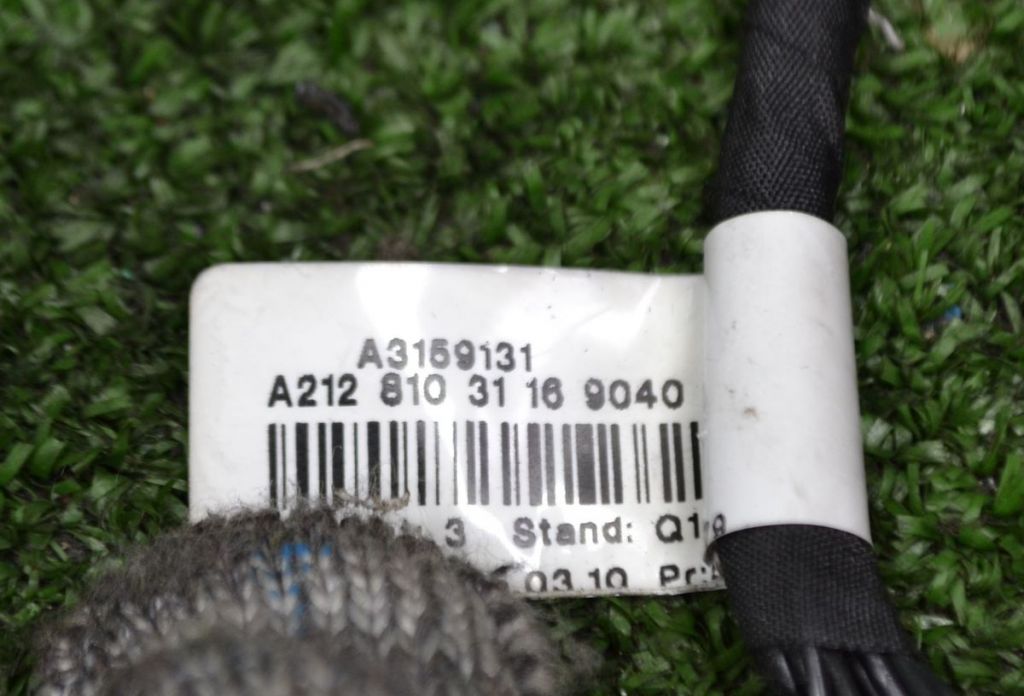 A3159131
A212 810 31 16 9040
3 Stand: Q1
03.10